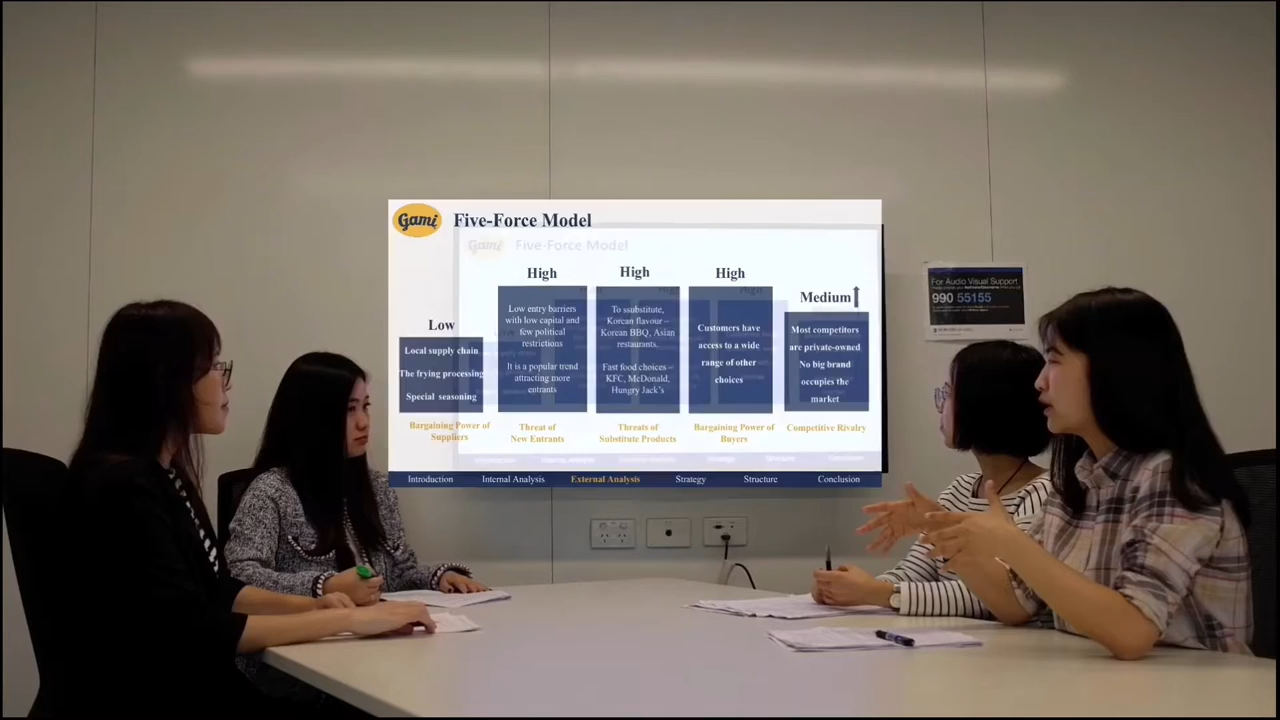 Gami
Five-Force Model
Gami
Five-Force Model
Low
Local supply chain
The frying processing
Special seasoning
Bargaining Power of
Suppliers
High
Low entry barriers
with low capital and
few political
restrictions
It is a popular trend
attracting more
entrants
Threat of
New Entrants
High
To ssubstitute,
Korean flavour –
Korean BBQ, Asian
restaurants.
Fast food choices –
KFC, McDonald,
Hungry Jack's
Threats of
Substitute Products
High
Customers have
access to a wide
range of other
choices
Bargaining Power of
Buyers
Medium
Most competitors
are private-owned
No big brand
occupies the
market
Competitive Rivalry
Introduction
Internal Analysis
External Analysis
Strategy
Structure
Conclusion
For Audio Visual Support
990 55155